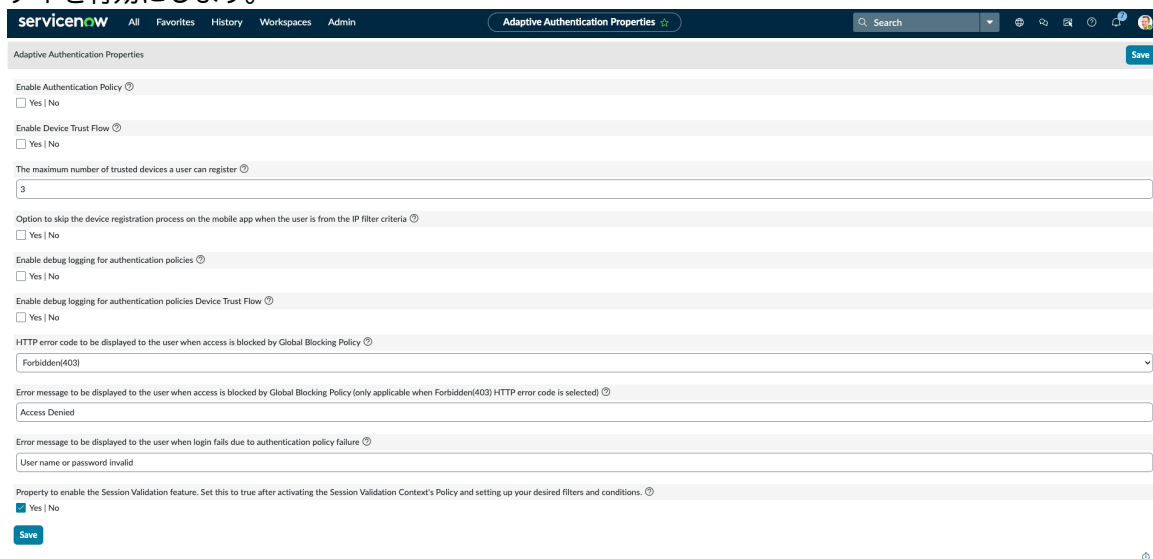 を有効にします。
servicenow All Favorites History Workspaces Admin Adaptive Authentication Properties Search 7
Adaptive Authentication Properties Save
Enable Authentication Policy
Yes | No
Enable Device Trust Flow
Yes | No
The maximum number of trusted devices a user can register
3
Option to skip the device registration process on the mobile app when the user is from the IP filter criteria
Yes | No
Enable debug logging for authentication policies
Yes | No
Enable debug logging for authentication policies Device Trust Flow
Yes | No
HTTP error code to be displayed to the user when access is blocked by Global Blocking Policy
Forbidden(403)
Error message to be displayed to the user when access is blocked by Global Blocking Policy (only applicable when Forbidden(403) HTTP error code is selected)
Access Denied
Error message to be displayed to the user when login fails due to authentication policy failure
User name or password invalid
Property to enable the Session Validation feature. Set this to true after activating the Session Validation Context's Policy and setting up your desired filters and conditions.
Yes | No
Save